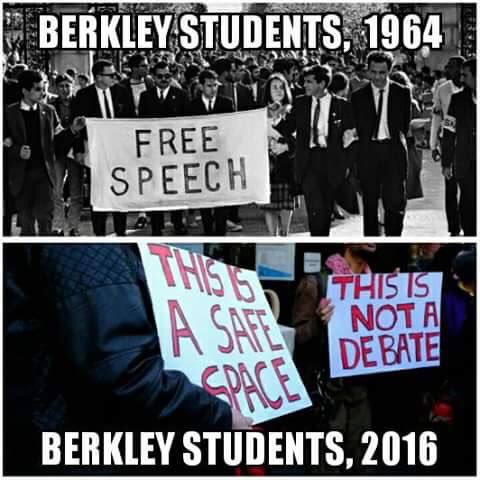 BERKLEY STUDENTS, 1964
FREE
SPEECH
THIS IS
A SAFE
SPACE
THIS IS
NOT A
DEBATE
BERKLEY STUDENTS, 2016